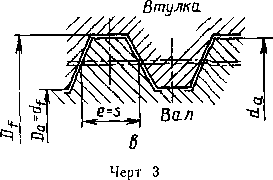 Втулка
D_f
D_a=d_f
e=s
Вал
d_a
в
Черт 3